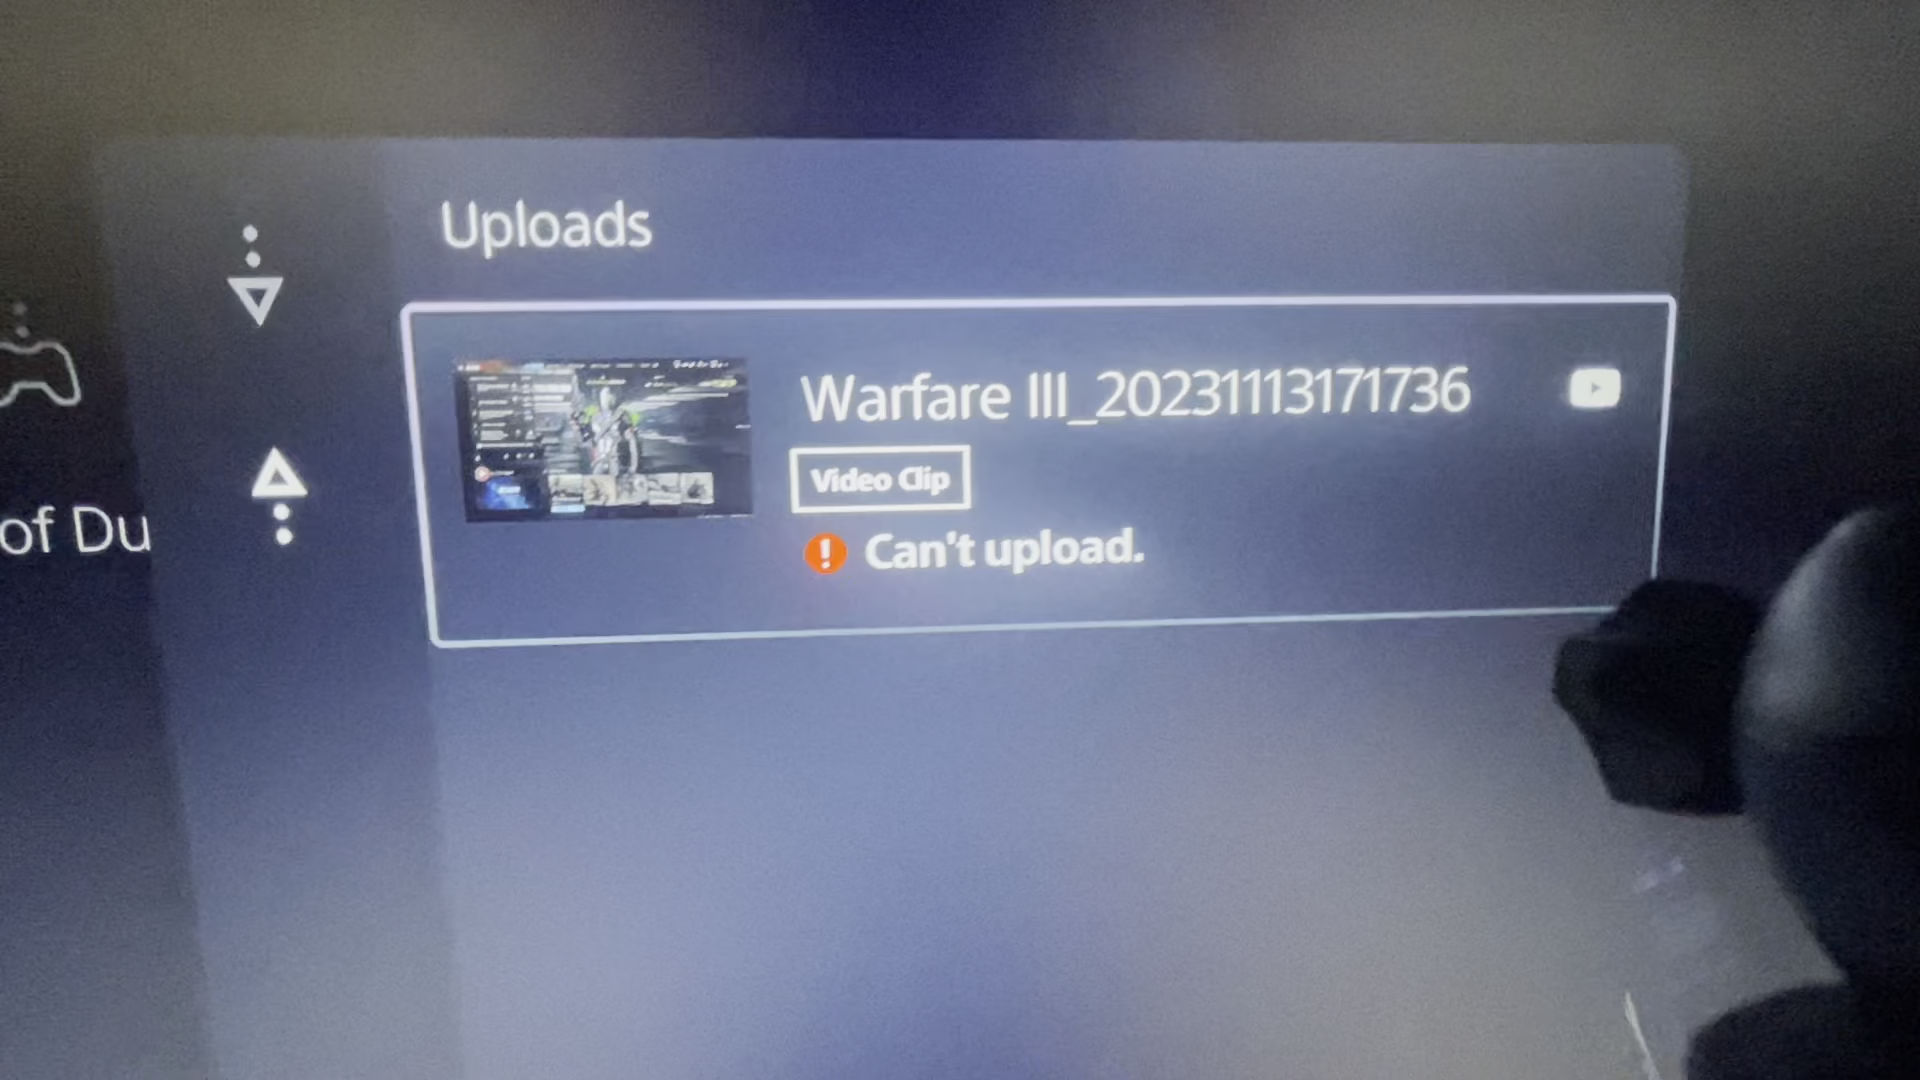 Uploads
Warfare III_20231113171736
Video Clip
Can't upload.
of Du